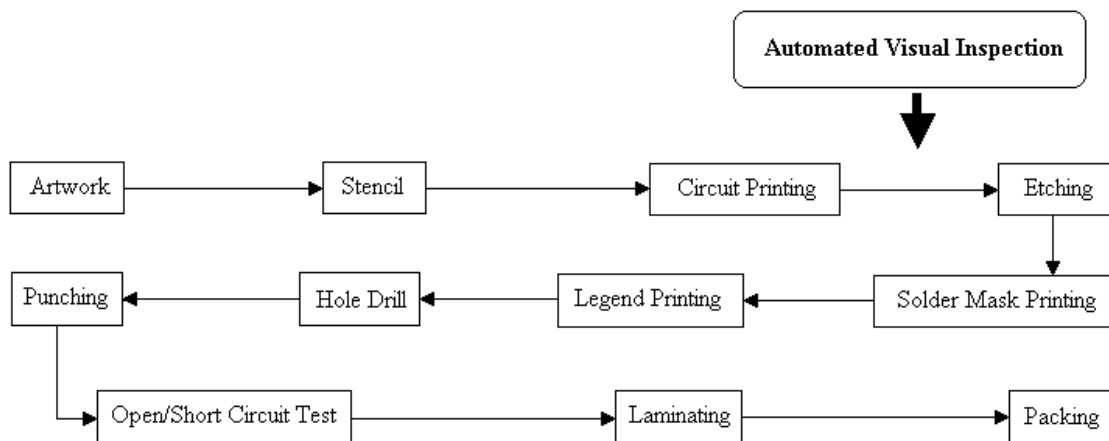 Automated Visual Inspection
Artwork
Stencil
Circuit Printing
Etching
Solder Mask Printing
Legend Printing
Hole Drill
Punching
Open/Short Circuit Test
Laminating
Packing